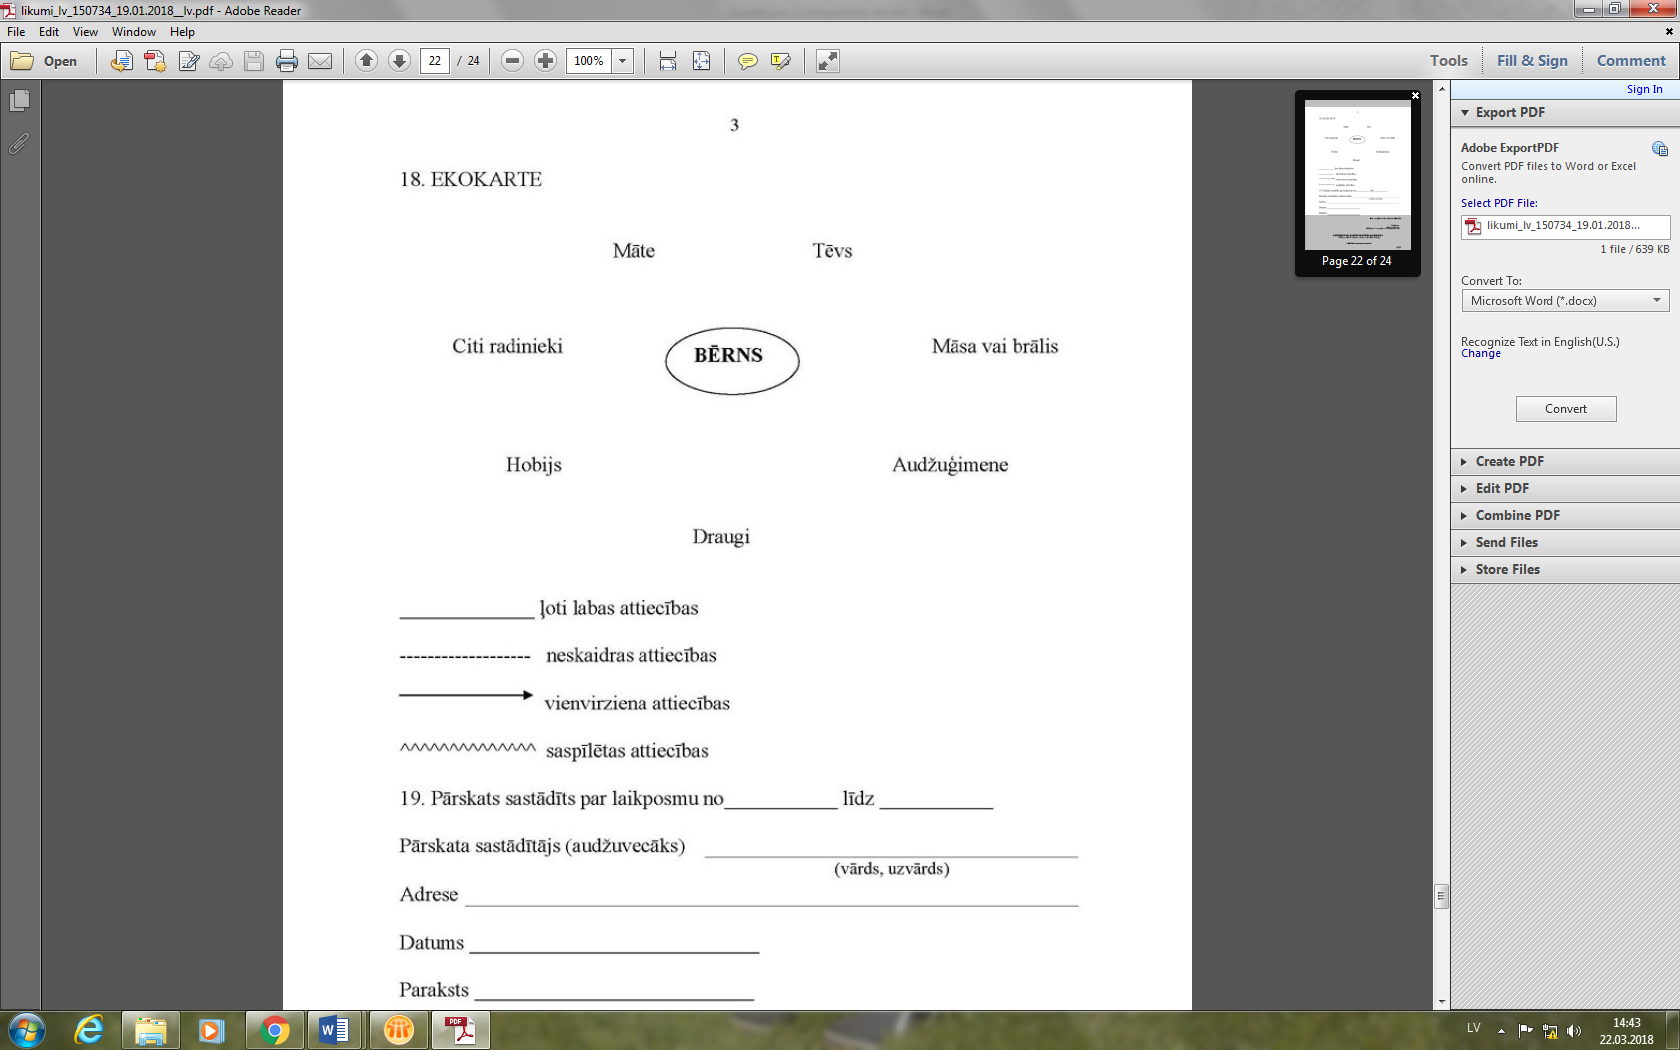 likumi_lv_150734_19.01.2018__lv.pdf - Adobe Reader
File Edit View Window Help
Open 22 / 24 100% Tools Fill & Sign Comment
Sign In
Export PDF
Adobe ExportPDF
Convert PDF files to Word or Excel
online.
Select PDF File:
likumi_lv_150734_19.01.2018...
1 file / 639 KB
Convert To:
Microsoft Word (*.docx)
Recognize Text in English(U.S.)
Change
Convert
Create PDF
Edit PDF
Combine PDF
Send Files
Store Files
Page 22 of 24
3
18. EKOKARTE
Māte Tēvs
Citi radinieki BĒRNS Māsa vai brālis
Hobijs Audžuģimene
Draugi
______________ ļoti labas attiecības
------------------- neskaidras attiecības
vienvirziena attiecības
^^^^^^^^^^^^^^ saspīlētas attiecības
19. Pārskats sastādīts par laikposmu no___________ līdz ___________
Pārskata sastādītājs (audžuvecāks)
(vārds, uzvārds)
Adrese
Datums
Paraksts
LV 14:43
22.03.2018